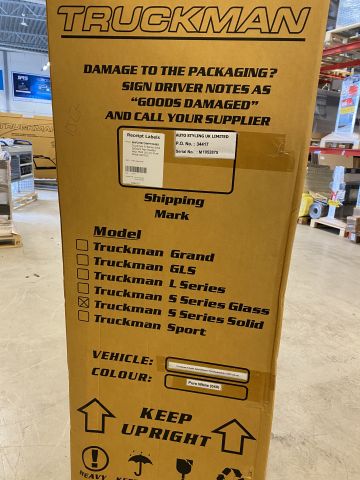 TRUCKMAN
DAMAGE TO THE PACKAGING?
SIGN DRIVER NOTES AS
"GOODS DAMAGED"
AND CALL YOUR SUPPLIER
Receipt Labels
AUTO STYLING UK LIMITED
P.O. No. : 34417
Serial No. :
Shipping
Mark
Model
Truckman Grand
Truckman GLS
Truckman L Series
Truckman S Series Glass
Truckman S Series Solid
Truckman Sport
VEHICLE:
COLOUR:
Pure White (040)
KEEP
UPRIGHT
HEAVY